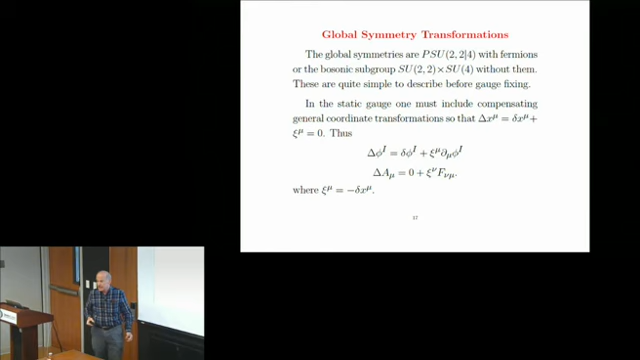 Global Symmetry Transformations
The global symmetries are PSU(2, 2|4) with fermions
or the bosonic subgroup SU(2, 2)×SU(4) without them.
These are quite simple to describe before gauge fixing.
In the static gauge one must include compensating
general coordinate transformations so that Δx^μ = δx^μ+
ξ^μ = 0. Thus
Δϕ^I = δϕ^I + ξ^μ∂_μϕ^I
ΔA_μ = 0 + ξ^νF_{νμ}.
where ξ^μ = −δx^μ.
17